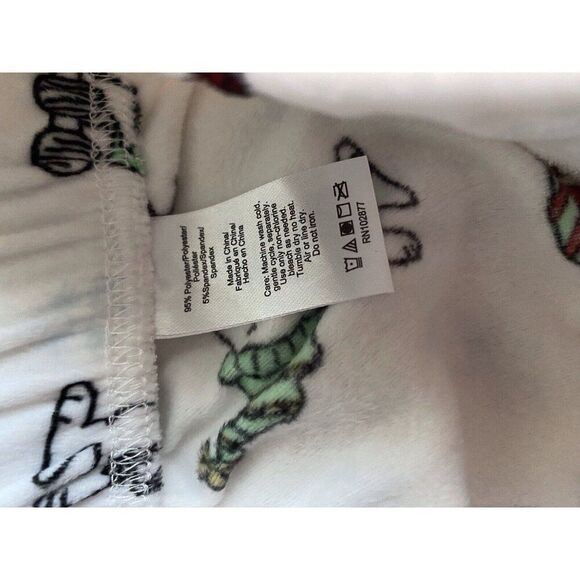 95% Polyester/Polyester/
Poliéster
5%Spandex/Spandex/
Spandex
Made in China/
Fabriqué en Chine/
Hecho en China
Care: Machine wash cold,
gentle cycle, separately.
Use only non-chlorine
bleach as needed.
Tumble dry no heat.
Air or line dry.
Do not iron.
RN102877